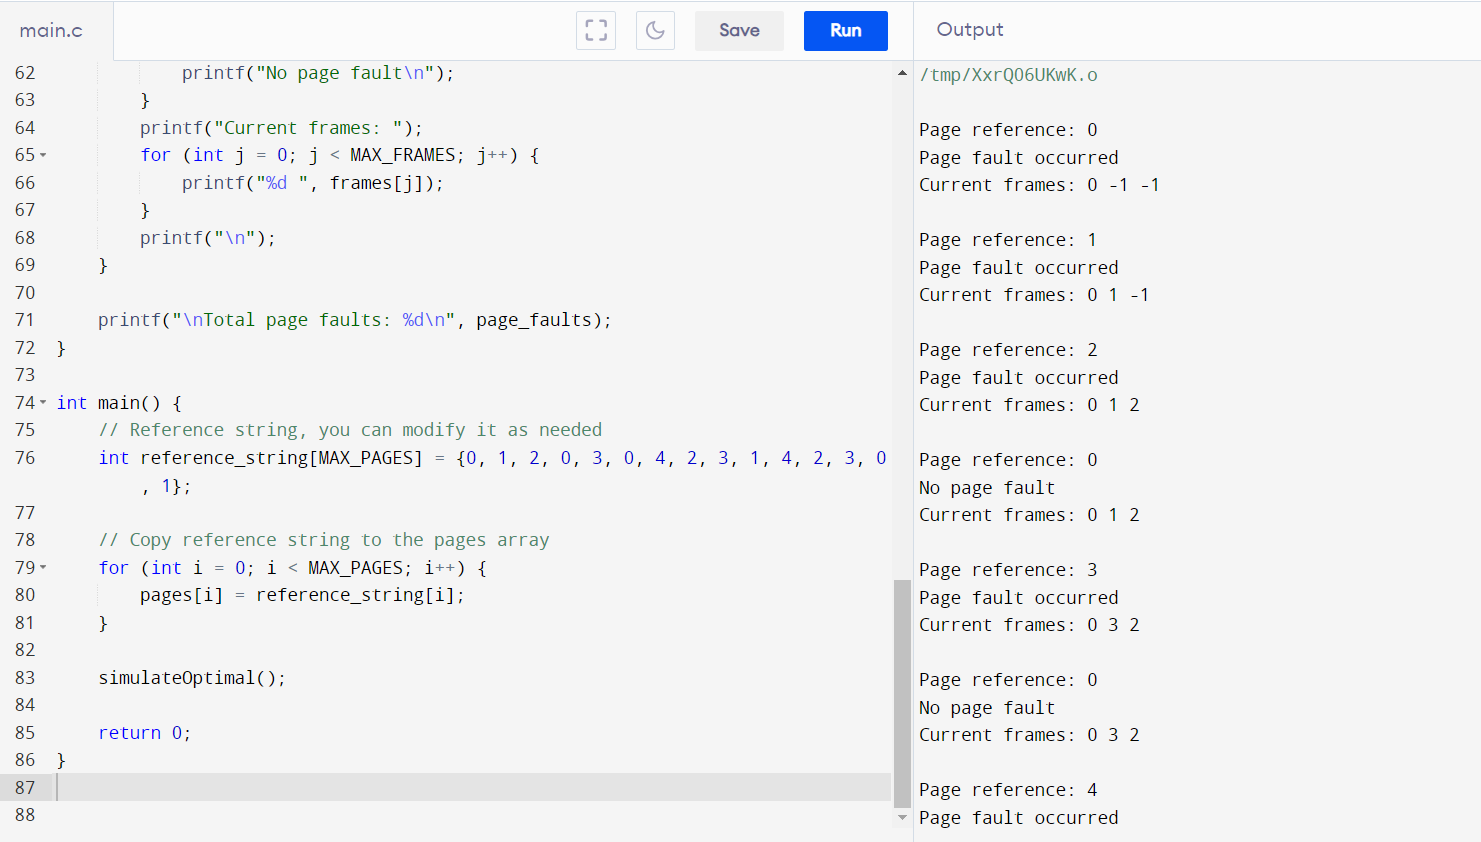 main.c
Save
Run
Output
62 printf("No page fault\n");
63 }
64 printf("Current frames: ");
65 for (int j = 0; j < MAX_FRAMES; j++) {
66 printf("%d ", frames[j]);
67 }
68 printf("\n");
69 }
70
71 printf("\nTotal page faults: %d\n", page_faults);
72 }
73
74 int main() {
75 // Reference string, you can modify it as needed
76 int reference_string[MAX_PAGES] = {0, 1, 2, 0, 3, 0, 4, 2, 3, 1, 4, 2, 3, 0
, 1};
77
78 // Copy reference string to the pages array
79 for (int i = 0; i < MAX_PAGES; i++) {
80 pages[i] = reference_string[i];
81 }
82
83 simulateOptimal();
84
85 return 0;
86 }
87
88
/tmp/XxrQO6UKwK.o
Page reference: 0
Page fault occurred
Current frames: 0 -1 -1
Page reference: 1
Page fault occurred
Current frames: 0 1 -1
Page reference: 2
Page fault occurred
Current frames: 0 1 2
Page reference: 0
No page fault
Current frames: 0 1 2
Page reference: 3
Page fault occurred
Current frames: 0 3 2
Page reference: 0
No page fault
Current frames: 0 3 2
Page reference: 4
Page fault occurred